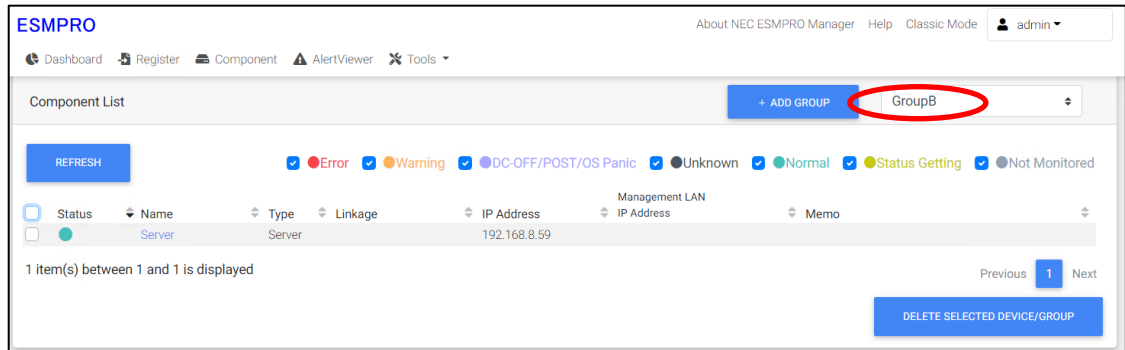 ESMPRO
About NEC ESMPRO Manager Help Classic Mode admin
Dashboard Register Component AlertViewer Tools
Component List
+ ADD GROUP
GroupB
REFRESH
Error Warning DC-OFF/POST/OS Panic Unknown Normal Status Getting Not Monitored
Status Name Type Linkage IP Address Management LAN IP Address Memo
Server Server 192.168.8.59
1 item(s) between 1 and 1 is displayed
Previous 1 Next
DELETE SELECTED DEVICE/GROUP